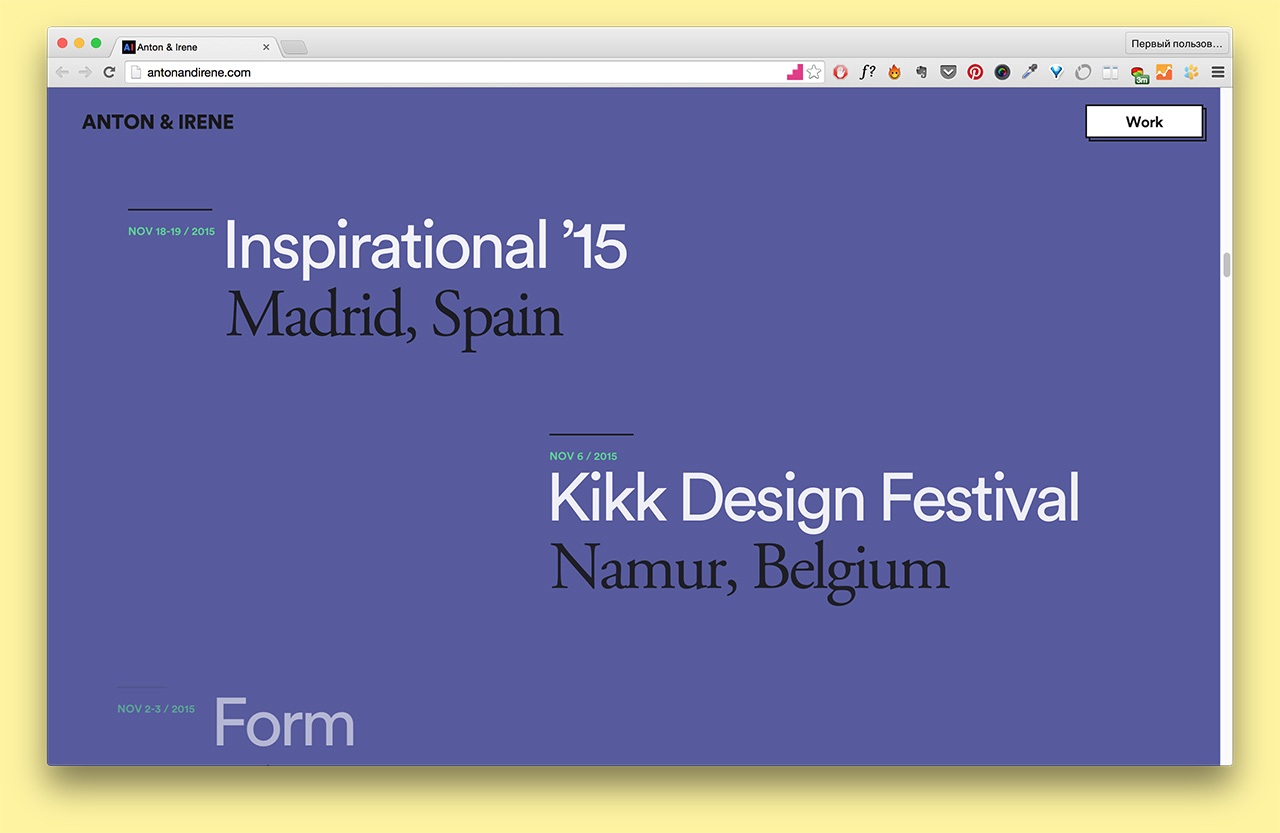 AI Anton & Irene
Первый пользов...
antonandirene.com
f?
3m
ANTON & IRENE
Work
NOV 18-19 / 2015
Inspirational ’15
Madrid, Spain
NOV 6 / 2015
Kikk Design Festival
Namur, Belgium
NOV 2-3 / 2015
Form